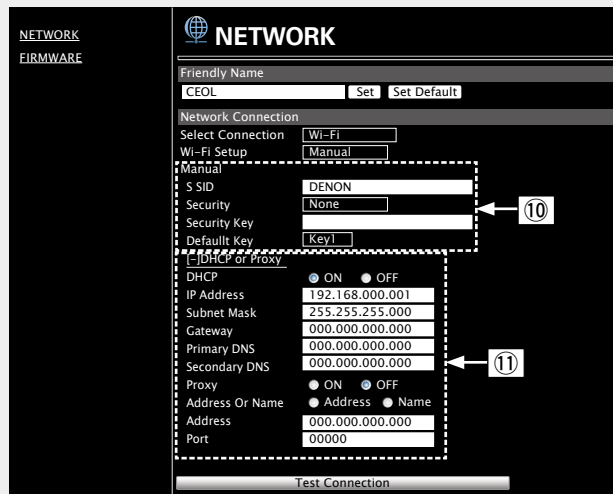 NETWORK
FIRMWARE
NETWORK
Friendly Name
CEOL Set Set Default
Network Connection
Select Connection Wi-Fi
Wi-Fi Setup Manual
Manual
S SID DENON
Security None
Security Key
Defaullt Key Key1
[-]DHCP or Proxy
DHCP ON OFF
IP Address 192.168.000.001
Subnet Mask 255.255.255.000
Gateway 000.000.000.000
Primary DNS 000.000.000.000
Secondary DNS 000.000.000.000
Proxy ON OFF
Address Or Name Address Name
Address 000.000.000.000
Port 00000
Test Connection
⑩
⑪